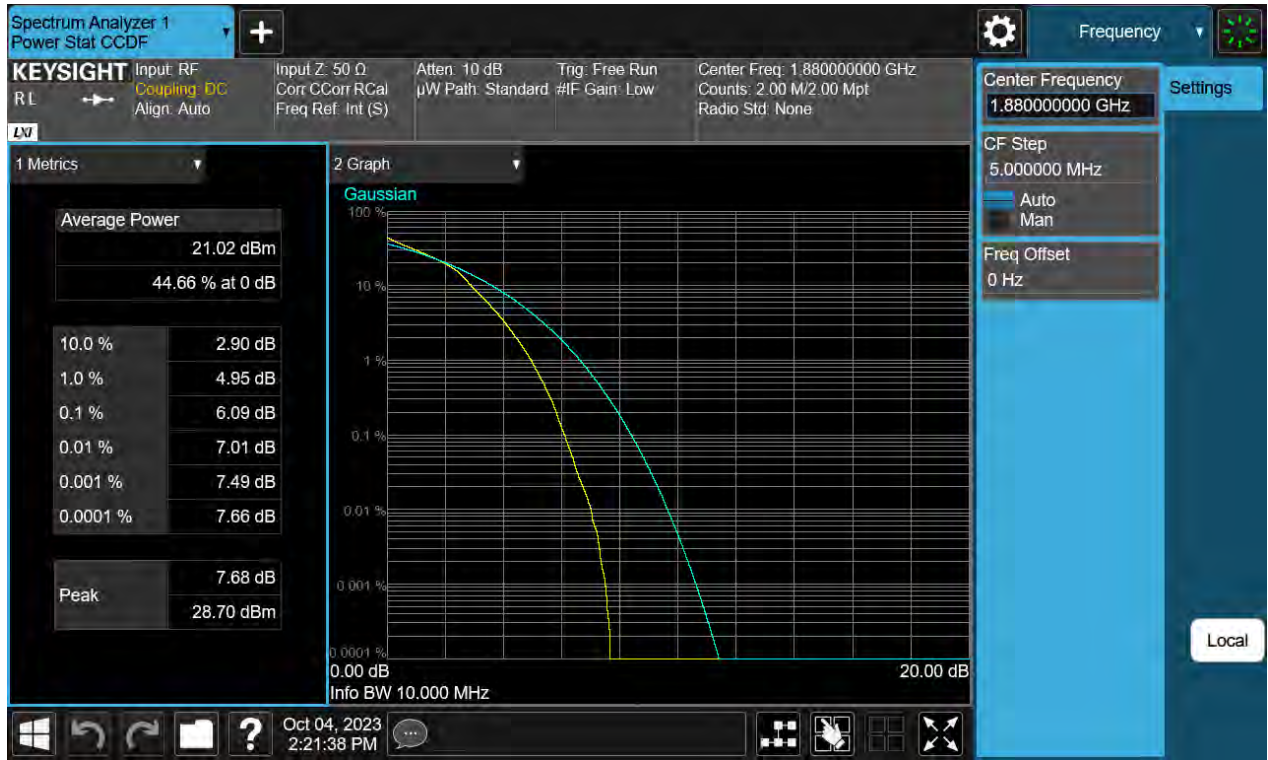 Spectrum Analyzer 1
Power Stat CCDF
+
Frequency
KEYSIGHT
RL
LXI
Input: RF
Coupling: DC
Align: Auto
Input Z: 50 Ω
Corr CCorr RCal
Freq Ref: Int (S)
Atten: 10 dB
µW Path: Standard
Trig: Free Run
#IF Gain: Low
Center Freq: 1.880000000 GHz
Counts: 2.00 M/2.00 Mpt
Radio Std: None
Center Frequency
1.880000000 GHz
Settings
CF Step
5.000000 MHz
Auto
Man
Freq Offset
0 Hz
1 Metrics
Average Power
21.02 dBm
44.66 % at 0 dB
10.0 % 2.90 dB
1.0 % 4.95 dB
0.1 % 6.09 dB
0.01 % 7.01 dB
0.001 % 7.49 dB
0.0001 % 7.66 dB
Peak
7.68 dB
28.70 dBm
2 Graph
Gaussian
100 %
10 %
1 %
0.1 %
0.01 %
0.001 %
0.0001 %
0.00 dB 20.00 dB
Info BW 10.000 MHz
Local
?
Oct 04, 2023
2:21:38 PM